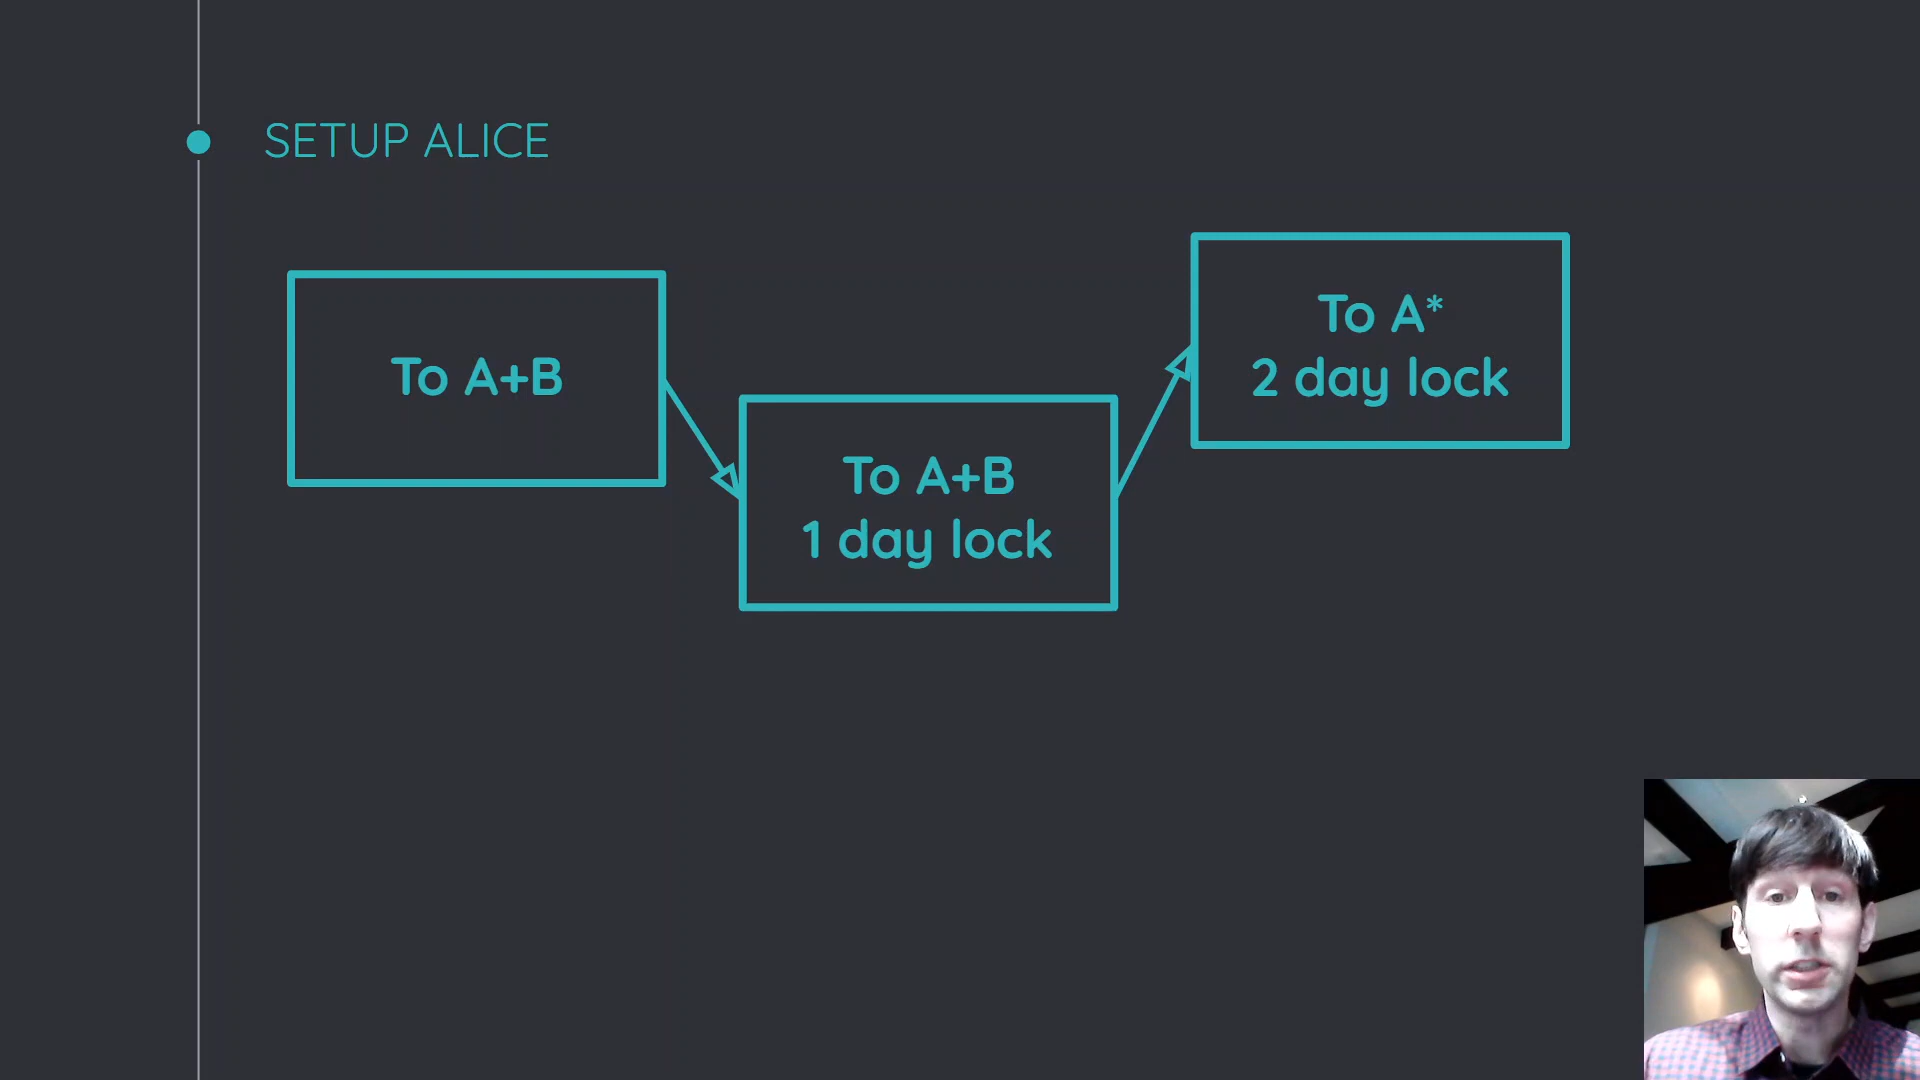 SETUP ALICE
To A+B
To A+B
1 day lock
To A*
2 day lock